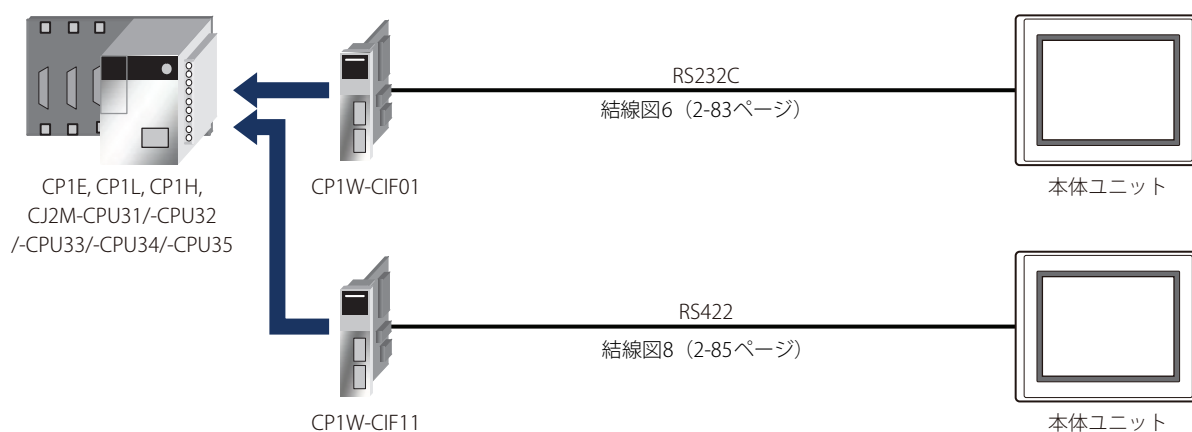 RS232C
結線図6（2-83ページ）
CP1E, CP1L, CP1H,
CJ2M-CPU31/-CPU32
/-CPU33/-CPU34/-CPU35
CP1W-CIF01
本体ユニット
RS422
結線図8（2-85ページ）
CP1W-CIF11
本体ユニット